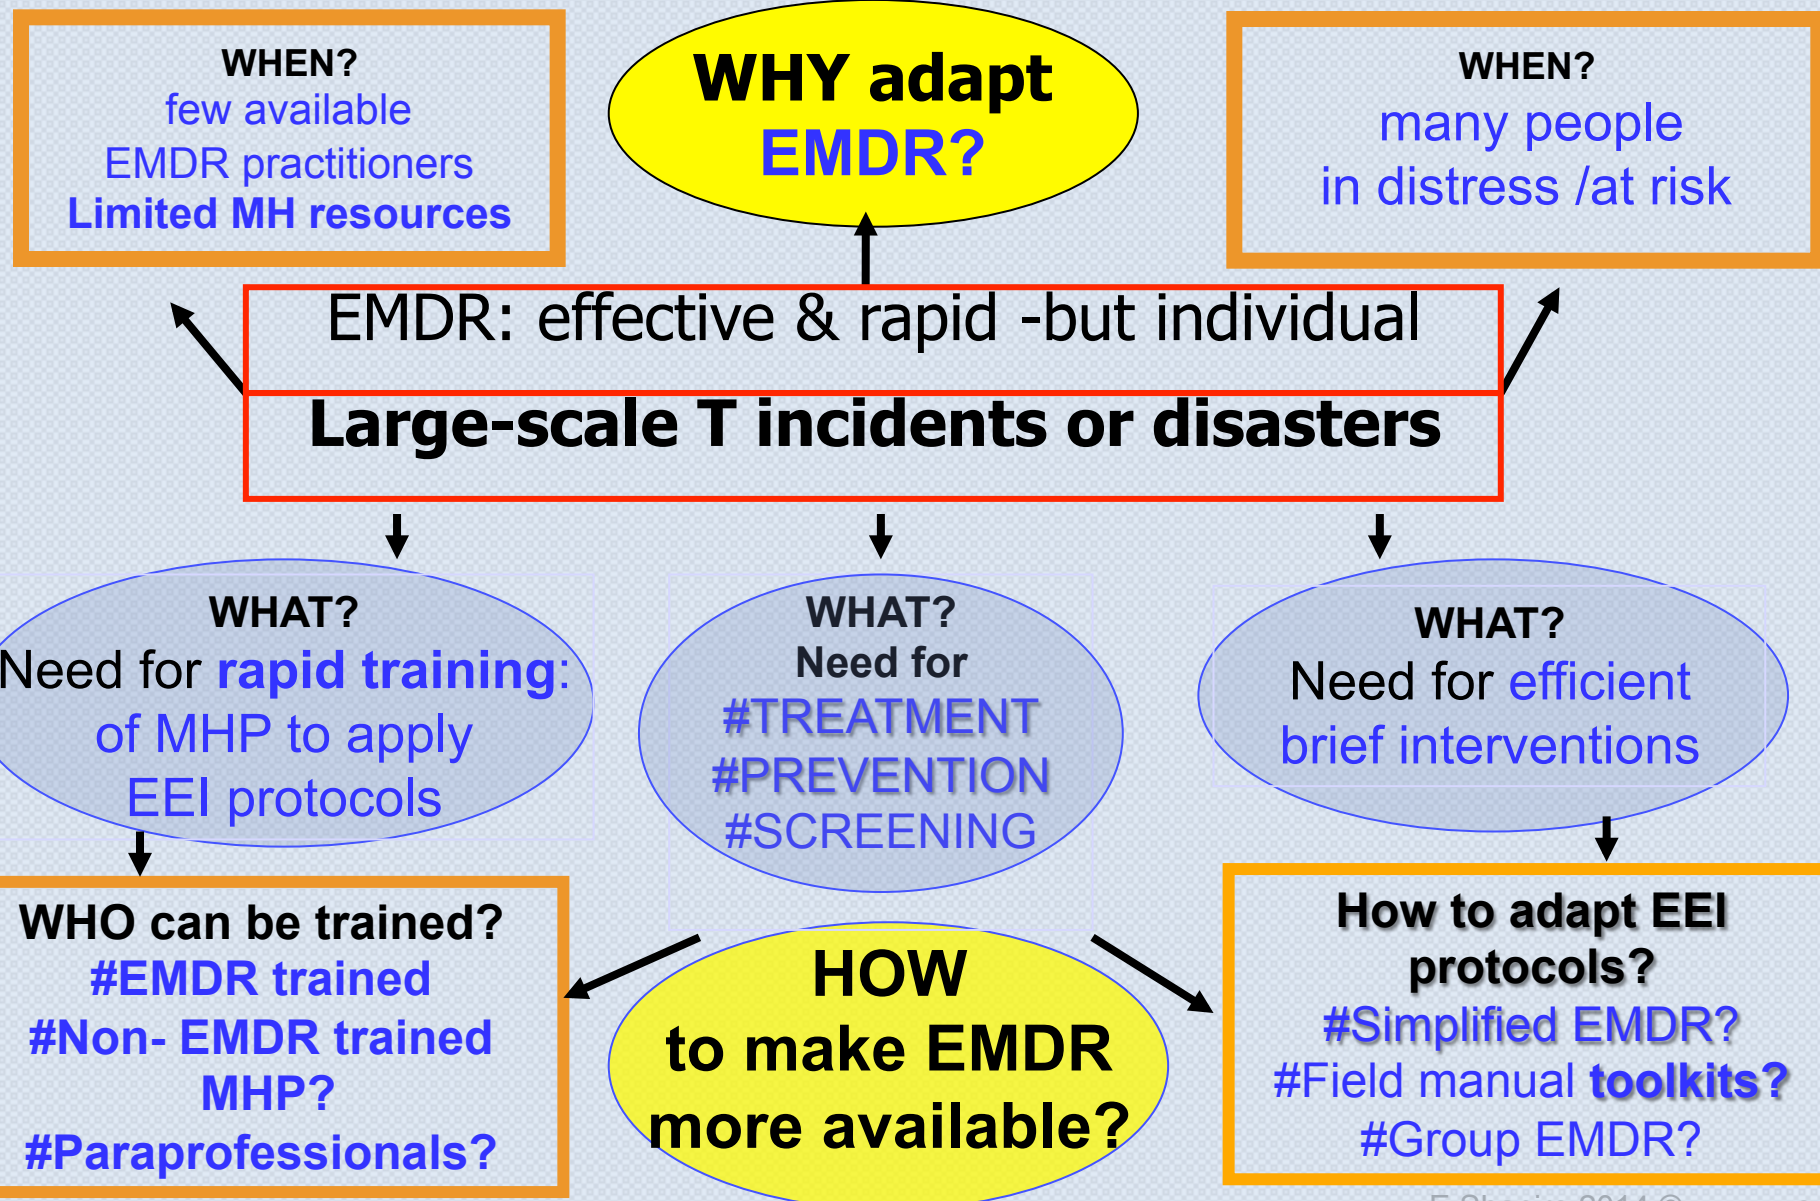 WHEN?
few available
EMDR practitioners
Limited MH resources
WHY adapt
EMDR?
WHEN?
many people
in distress /at risk
EMDR: effective & rapid -but individual
Large-scale T incidents or disasters
WHAT?
Need for rapid training:
of MHP to apply
EEI protocols
WHAT?
Need for
#TREATMENT
#PREVENTION
#SCREENING
WHAT?
Need for efficient
brief interventions
WHO can be trained?
#EMDR trained
#Non- EMDR trained
MHP?
#Paraprofessionals?
HOW
to make EMDR
more available?
How to adapt EEI
protocols?
#Simplified EMDR?
#Field manual toolkits?
#Group EMDR?